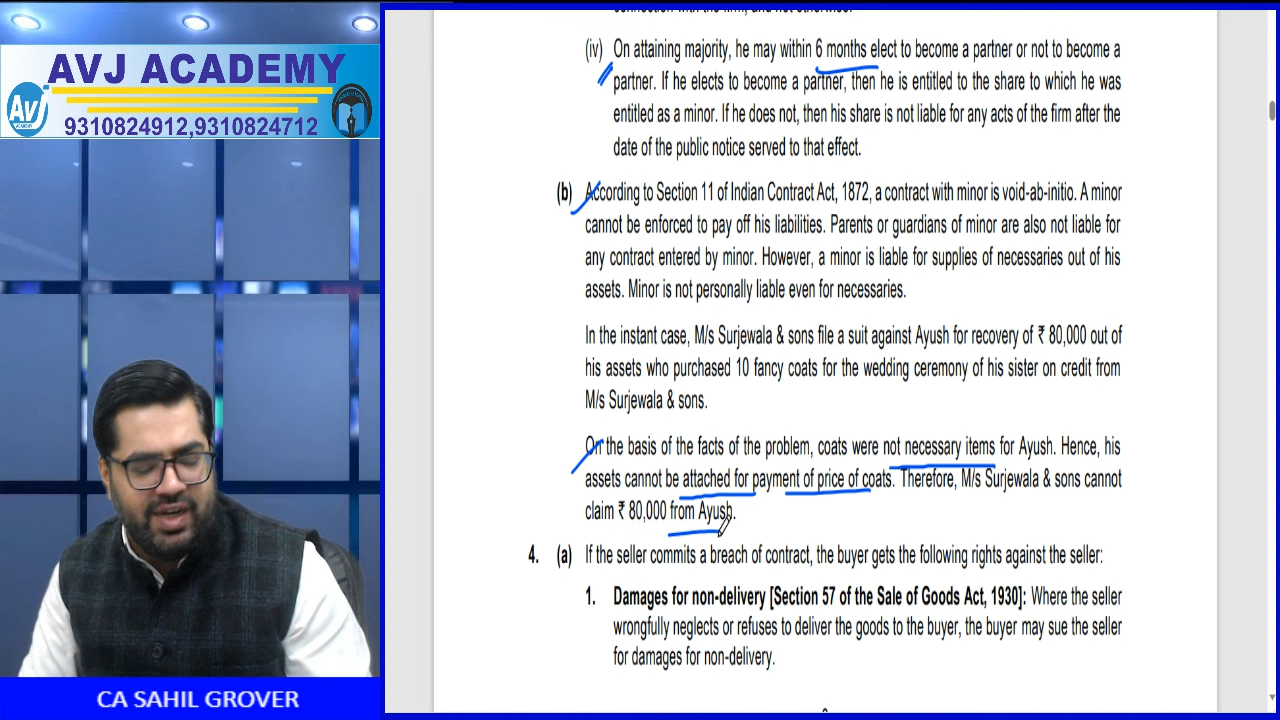 AVJ ACADEMY
Av
9310824912,9310824712
CA SAHIL GROVER
connection with the firm, and not otherwise.
(iv) On attaining majority, he may within 6 months elect to become a partner or not to become a
partner. If he elects to become a partner, then he is entitled to the share to which he was
entitled as a minor. If he does not, then his share is not liable for any acts of the firm after the
date of the public notice served to that effect.
(b) According to Section 11 of Indian Contract Act, 1872, a contract with minor is void-ab-initio. A minor
cannot be enforced to pay off his liabilities. Parents or guardians of minor are also not liable for
any contract entered by minor. However, a minor is liable for supplies of necessaries out of his
assets. Minor is not personally liable even for necessaries.
In the instant case, M/s Surjewala & sons file a suit against Ayush for recovery of ₹ 80,000 out of
his assets who purchased 10 fancy coats for the wedding ceremony of his sister on credit from
M/s Surjewala & sons.
On the basis of the facts of the problem, coats were not necessary items for Ayush. Hence, his
assets cannot be attached for payment of price of coats. Therefore, M/s Surjewala & sons cannot
claim ₹ 80,000 from Ayush.
4. (a) If the seller commits a breach of contract, the buyer gets the following rights against the seller:
1. Damages for non-delivery [Section 57 of the Sale of Goods Act, 1930]: Where the seller
wrongfully neglects or refuses to deliver the goods to the buyer, the buyer may sue the seller
for damages for non-delivery.